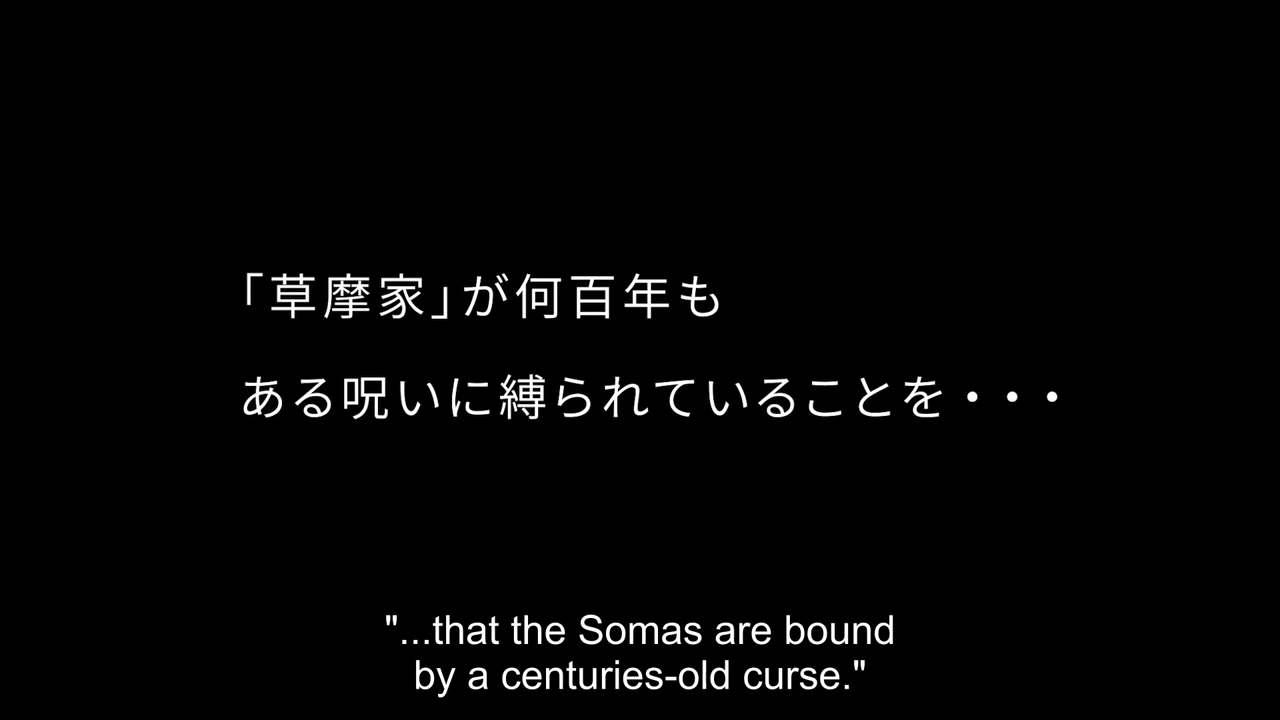 「草摩家」が何百年も
ある呪いに縛られていることを・・・
"...that the Somas are bound
by a centuries-old curse."